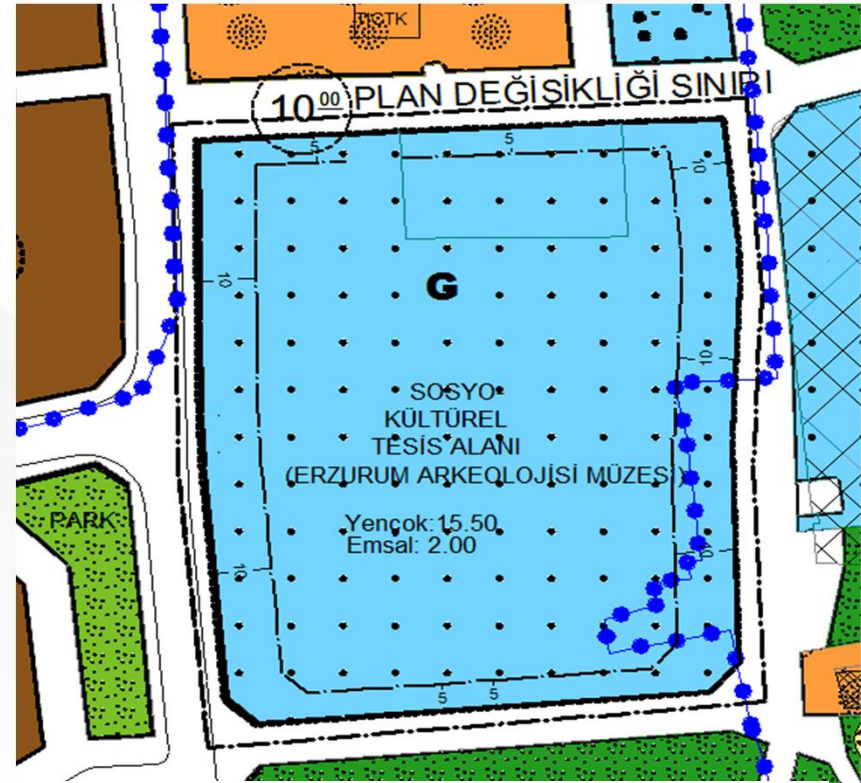 TİCTK
10.00 PLAN DEĞİŞİKLİĞİ SINIRI
5
5
10
10
G
10
SOSYO-
KÜLTÜREL
TESİS ALANI
(ERZURUM ARKEOLOJİSİ MÜZESİ)
PARK
Yençok:15.50
Emsal: 2.00
10
10
5
5